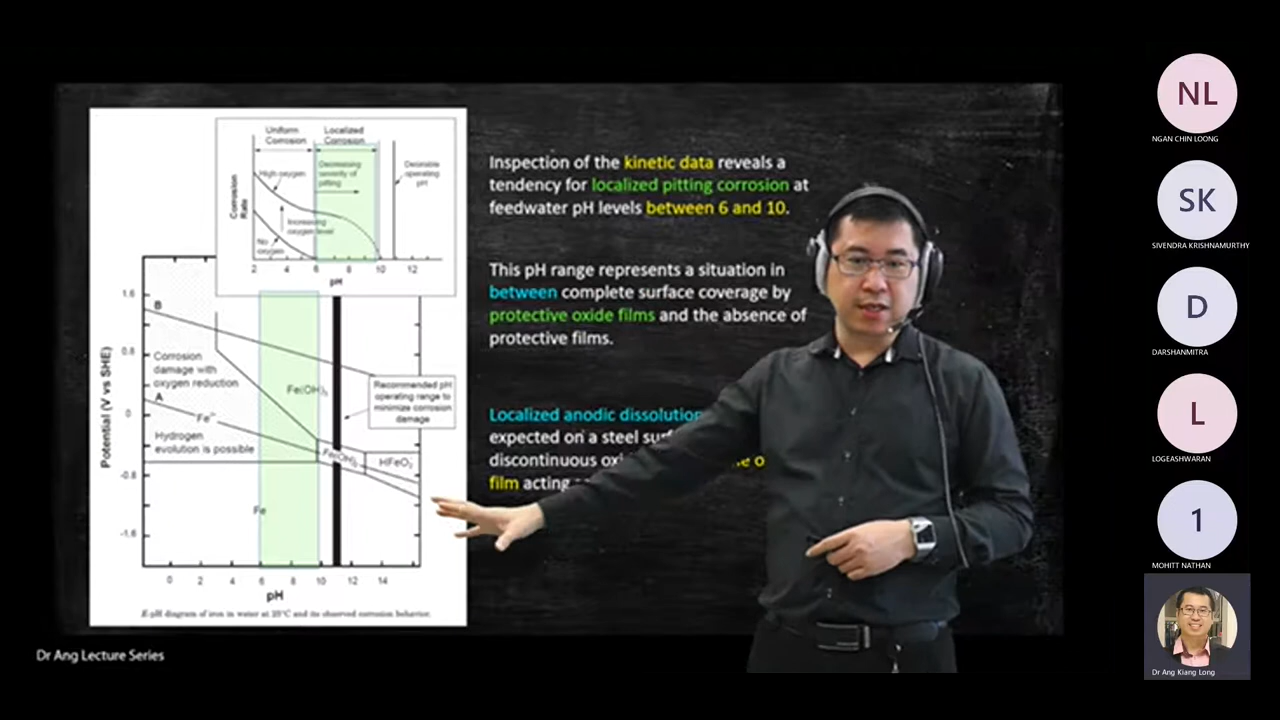 Uniform
Corrosion
Localized
Corrosion
Decreasing
severity of
pitting
Desirable
operating
pH
High oxygen
Corrosion
Rate
Increasing
oxygen level
No
oxygen
2 4 6 8 10 12
pH
1.6
B
0.8
Corrosion
damage with
oxygen reduction
A
0
Hydrogen
evolution is possible
-0.8
-1.6
Potential (V vs SHE)
Fe(OH)₃
Recommended pH
operating range to
minimize corrosion
damage
Fe(OH)₂
Fe
0 2 4 6 8 10 12 14
pH
E-pH diagram of iron in water at 25°C and its observed corrosion behavior.
Inspection of the kinetic data reveals a
tendency for localized pitting corrosion at
feedwater pH levels between 6 and 10.
This pH range represents a situation in
between complete surface coverage by
protective oxide films and the absence of
protective films.
Localized anodic dissolution
expected on a steel
discontinuous
film acting
Dr Ang Lecture Series
NL
NGAN CHIN LOONG
SK
SIVENDRA KRISHNAMURTHY
D
DARSHANMITRA
L
LOGEASHWARAN
1
MOHITT NATHAN
Dr Ang Kiang Long